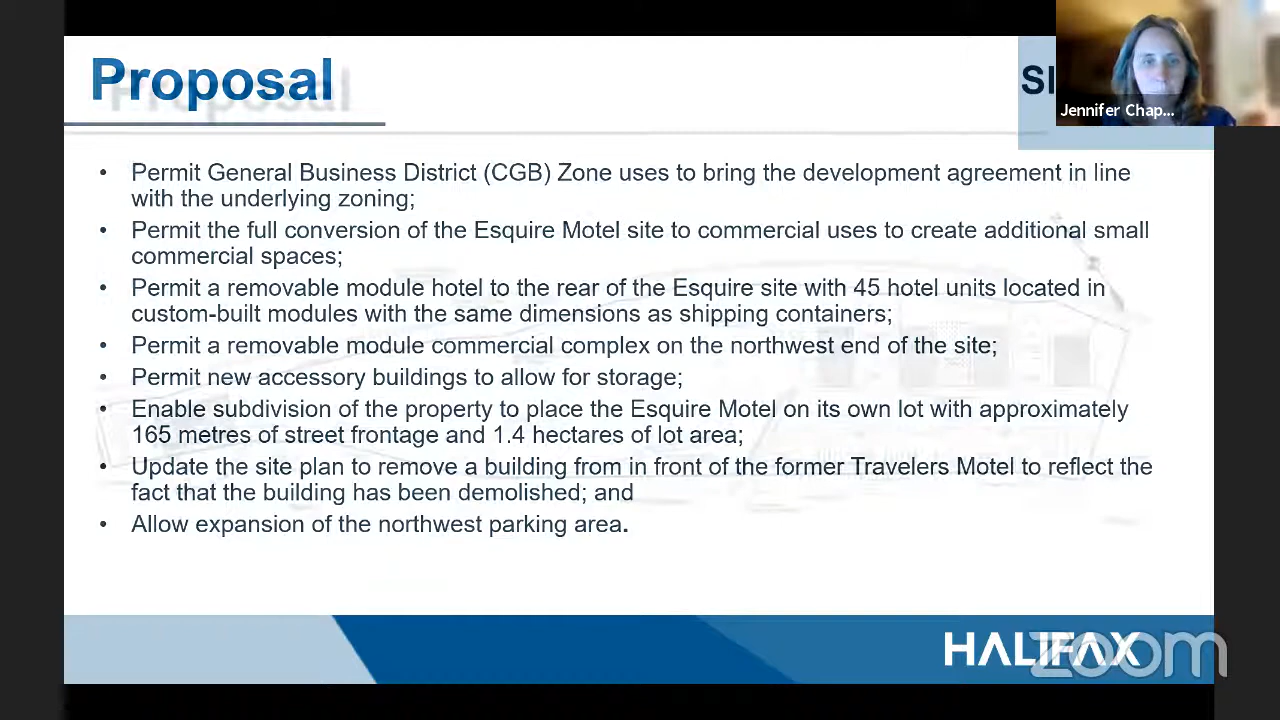 Proposal
Jennifer Chap...
• Permit General Business District (CGB) Zone uses to bring the development agreement in line
with the underlying zoning;
• Permit the full conversion of the Esquire Motel site to commercial uses to create additional small
commercial spaces;
• Permit a removable module hotel to the rear of the Esquire site with 45 hotel units located in
custom-built modules with the same dimensions as shipping containers;
• Permit a removable module commercial complex on the northwest end of the site;
• Permit new accessory buildings to allow for storage;
• Enable subdivision of the property to place the Esquire Motel on its own lot with approximately
165 metres of street frontage and 1.4 hectares of lot area;
• Update the site plan to remove a building from in front of the former Travelers Motel to reflect the
fact that the building has been demolished; and
• Allow expansion of the northwest parking area.
HALIFAX
zoom